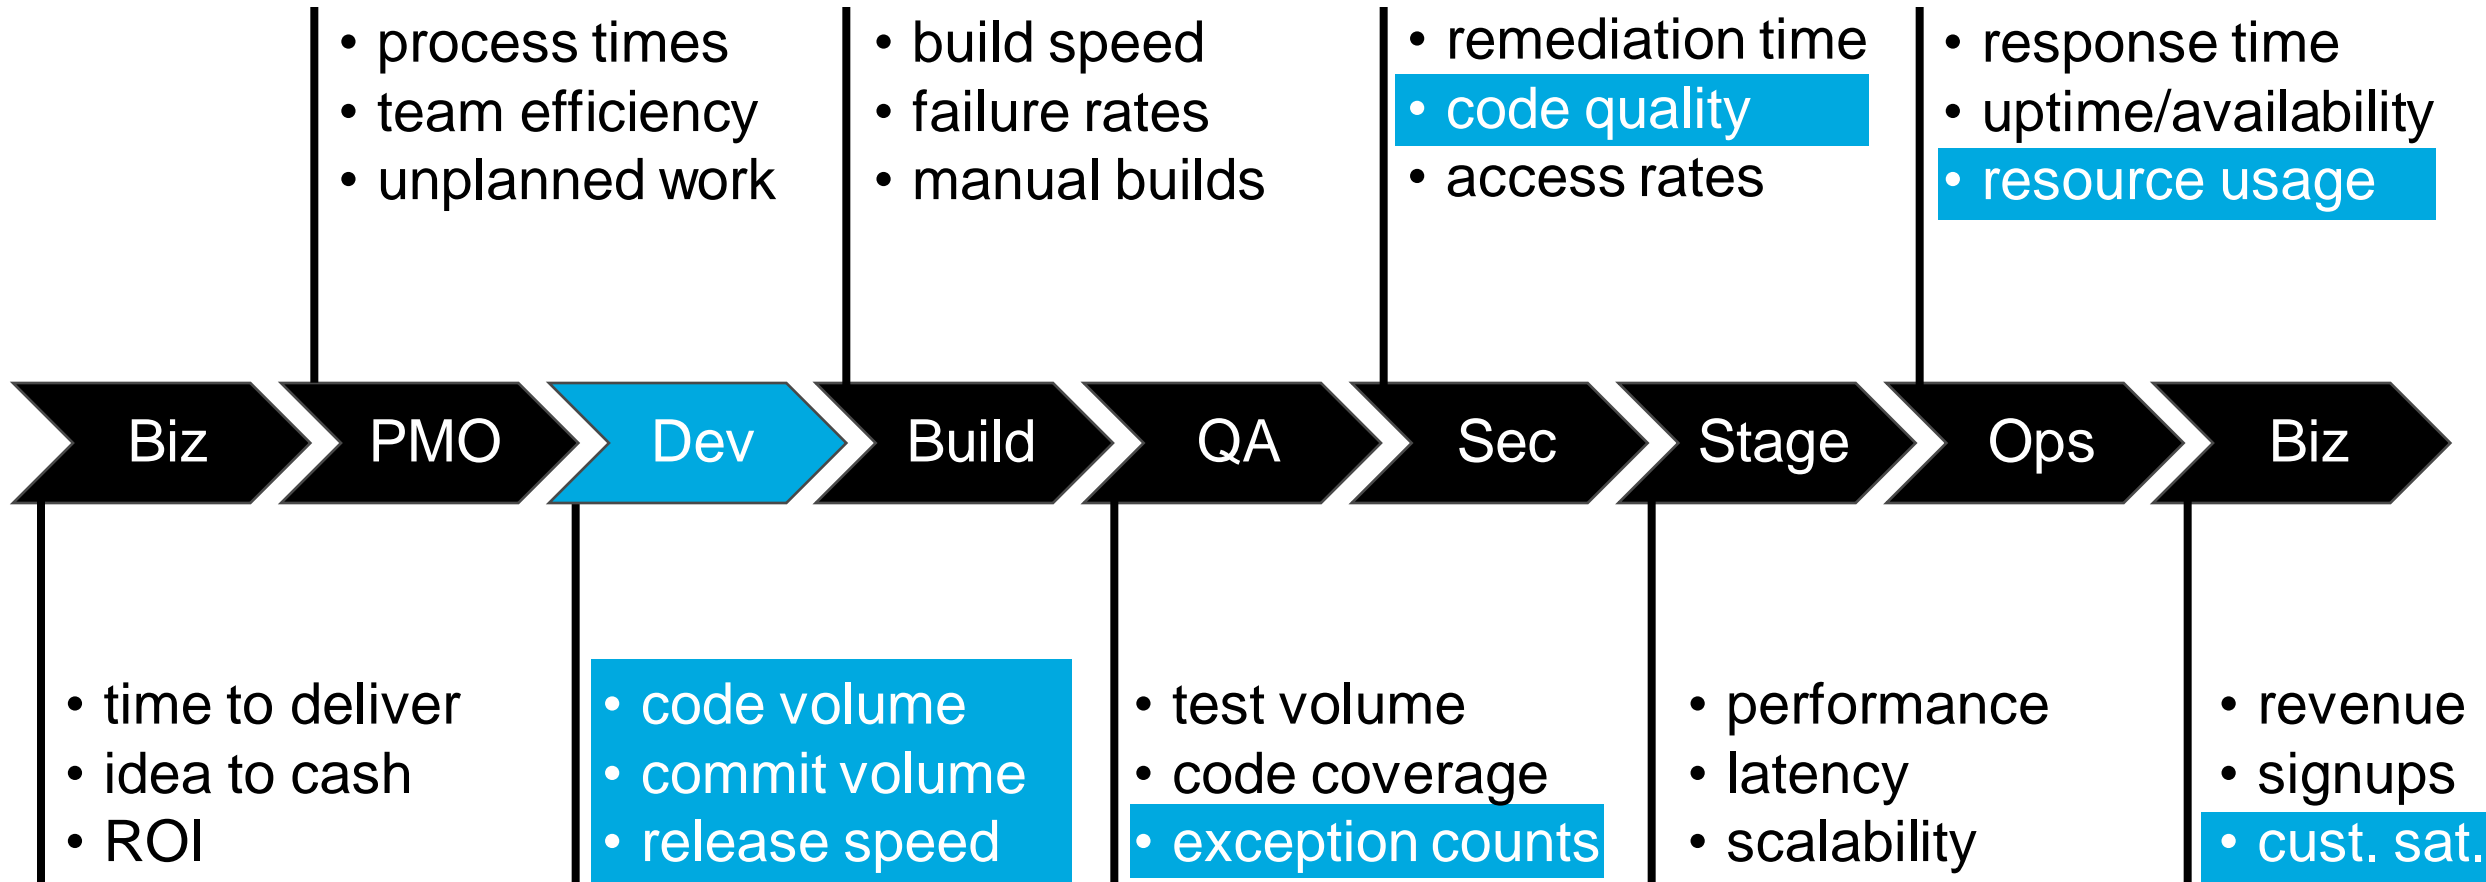 • process times
• team efficiency
• unplanned work
• build speed
• failure rates
• manual builds
• remediation time
• code quality
• access rates
• response time
• uptime/availability
• resource usage
Biz
PMO
Dev
Build
QA
Sec
Stage
Ops
Biz
• time to deliver
• idea to cash
• ROI
• code volume
• commit volume
• release speed
• test volume
• code coverage
• exception counts
• performance
• latency
• scalability
• revenue
• signups
• cust. sat.